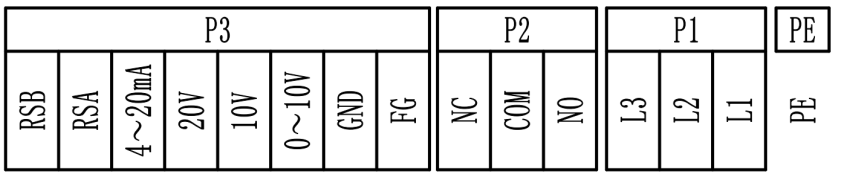 P3 P2 P1 PE
RSB RSA 4～20mA 20V 10V 0～10V GND FG NC COM NO L3 L2 L1 PE